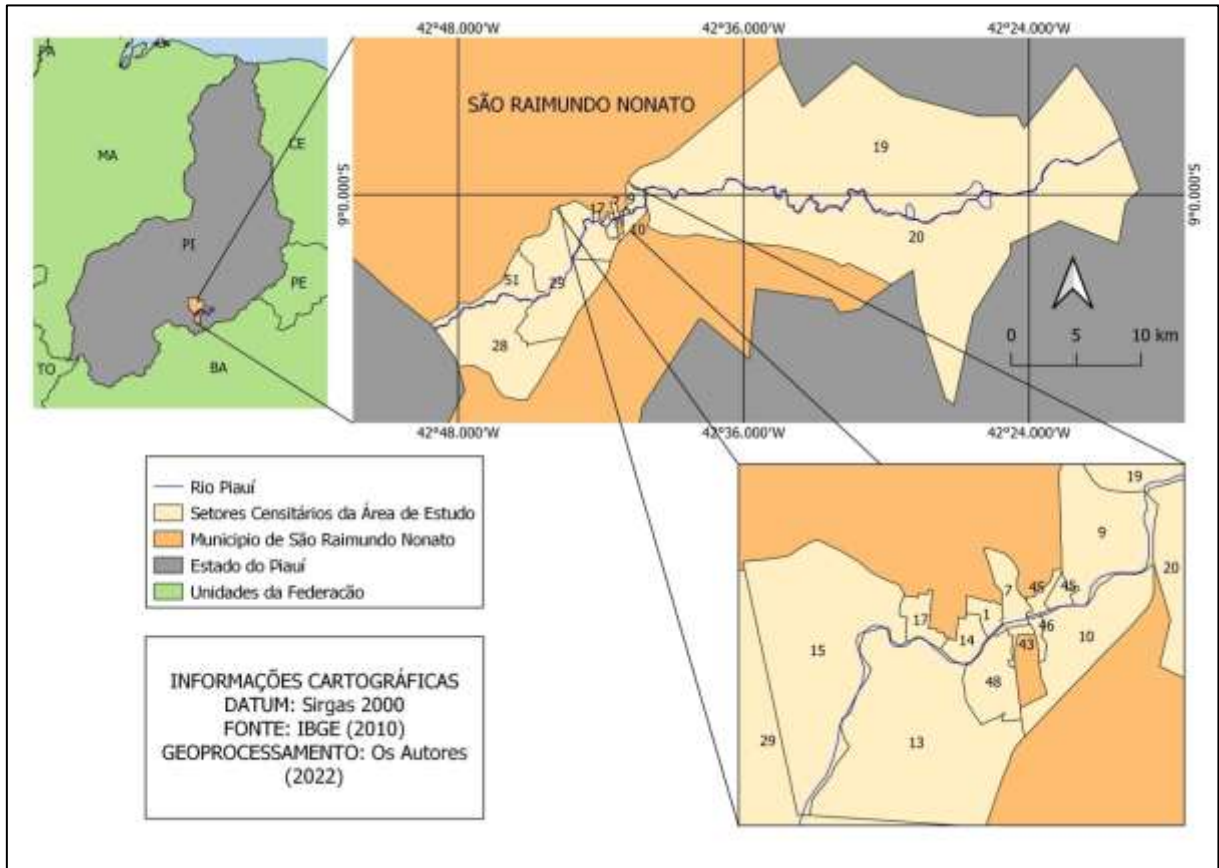 42°48.000'W
42°36.000'W
42°24.000'W
PA
MA
CE
PI
PE
TO
BA
SÃO RAIMUNDO NONATO
9°0.000'S
9°0.000'S
19
20
17
7
9
10
51
29
28
0 5 10 km
42°48.000'W
42°36.000'W
42°24.000'W
Rio Piauí
Setores Censitários da Área de Estudo
Municipio de São Raimundo Nonato
Estado do Piauí
Unidades da Federacão
INFORMAÇÕES CARTOGRÁFICAS
DATUM: Sirgas 2000
FONTE: IBGE (2010)
GEOPROCESSAMENTO: Os Autores
(2022)
19
9
20
7
45
45
17
1
46
14
43
10
15
48
29
13